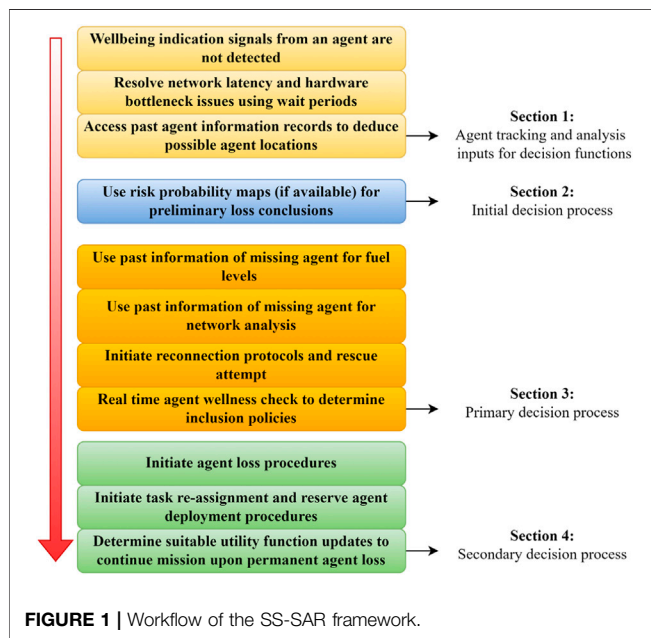 Wellbeing indication signals from an agent are
not detected
Resolve network latency and hardware
bottleneck issues using wait periods
Access past agent information records to deduce
possible agent locations
Section 1:
Agent tracking and analysis
inputs for decision functions
Use risk probability maps (if available) for
preliminary loss conclusions
Section 2:
Initial decision process
Use past information of missing agent for fuel
levels
Use past information of missing agent for
network analysis
Initiate reconnection protocols and rescue
attempt
Real time agent wellness check to determine
inclusion policies
Section 3:
Primary decision process
Initiate agent loss procedures
Initiate task re-assignment and reserve agent
deployment procedures
Determine suitable utility function updates to
continue mission upon permanent agent loss
Section 4:
Secondary decision process
FIGURE 1 | Workflow of the SS-SAR framework.